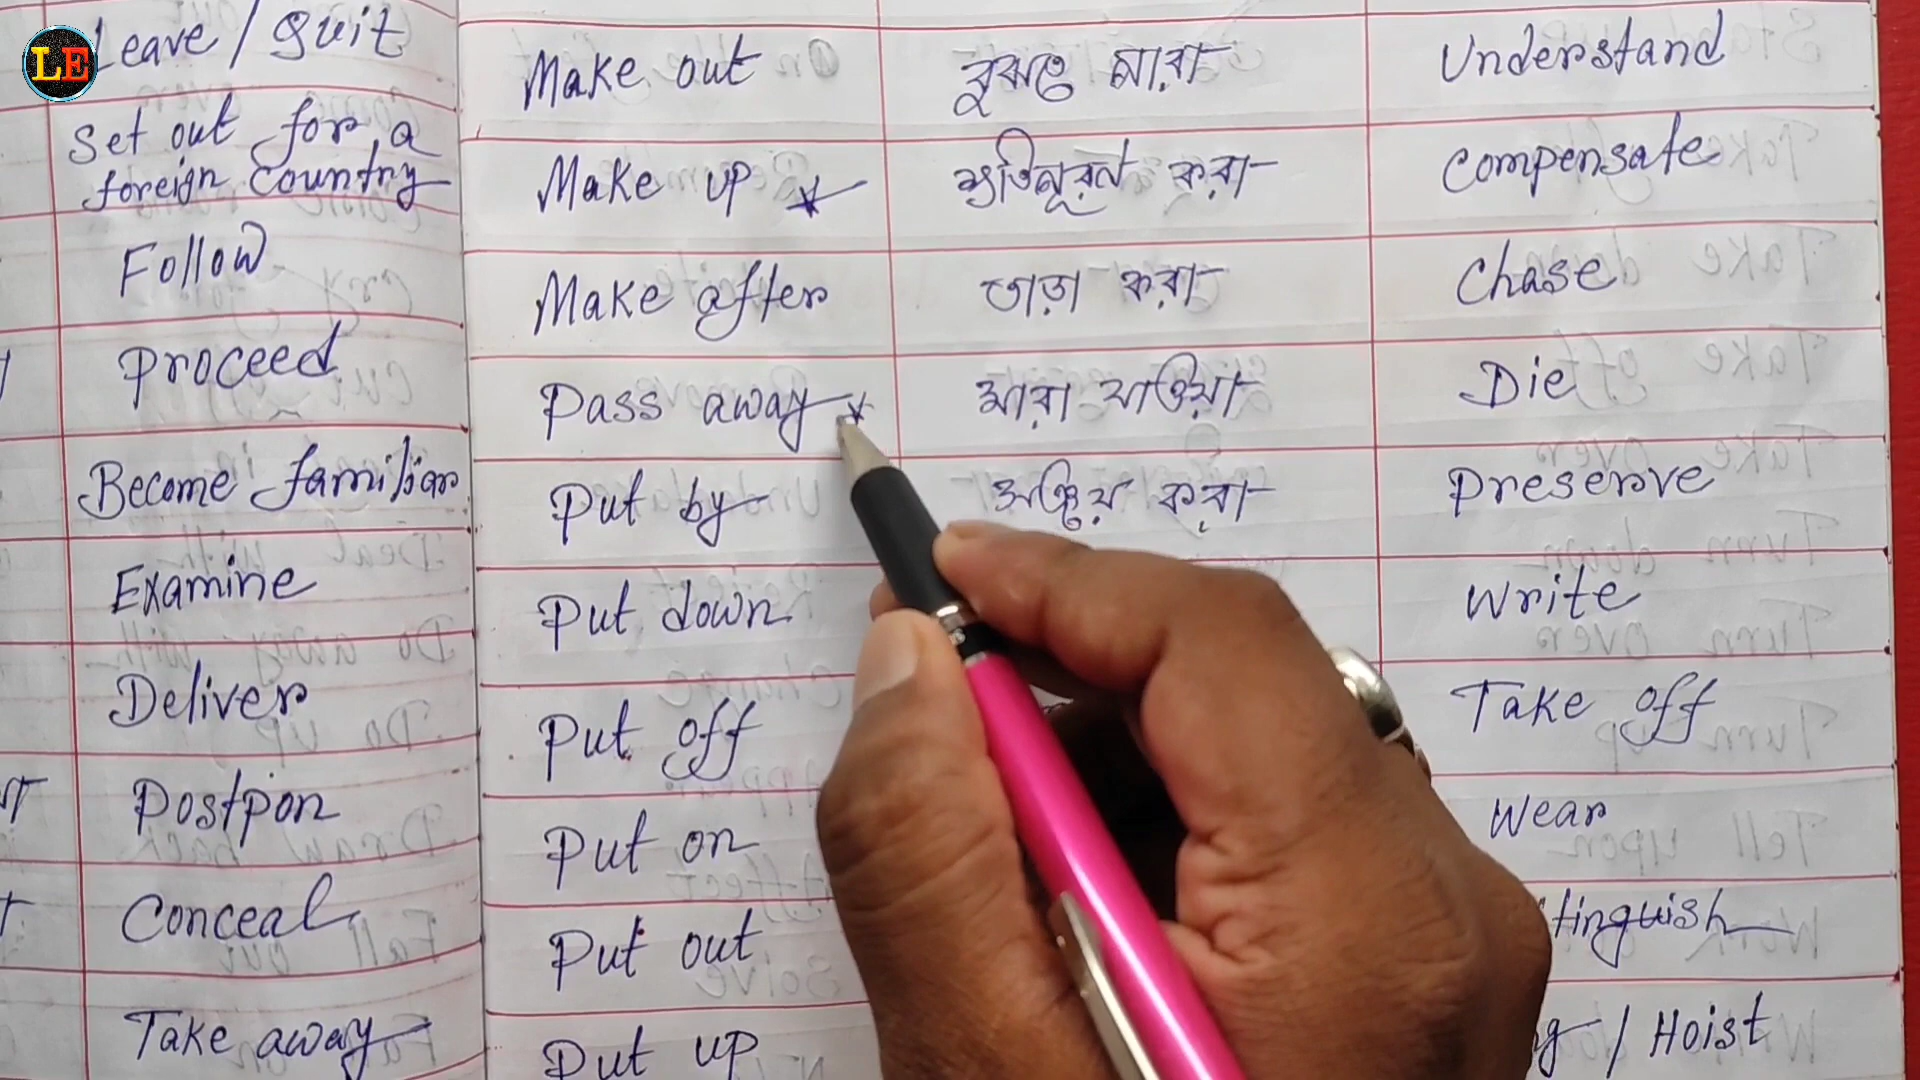 LE
Leave / Quit
Set out for a
foreign country
Follow
Proceed
Become familiar
Examine
Deliver
Postpon
Conceal
Take away
Make out বুঝতে পারা Understand
Make up ক্ষতিপূরণ করা Compensate
Make after তাড়া করা Chase
Pass away মারা যাওয়া Die
Put by সঞ্চয় করা Preserve
Put down Write
Put off Take off
Put on Wear
Put out tinguish
Put up / Hoist